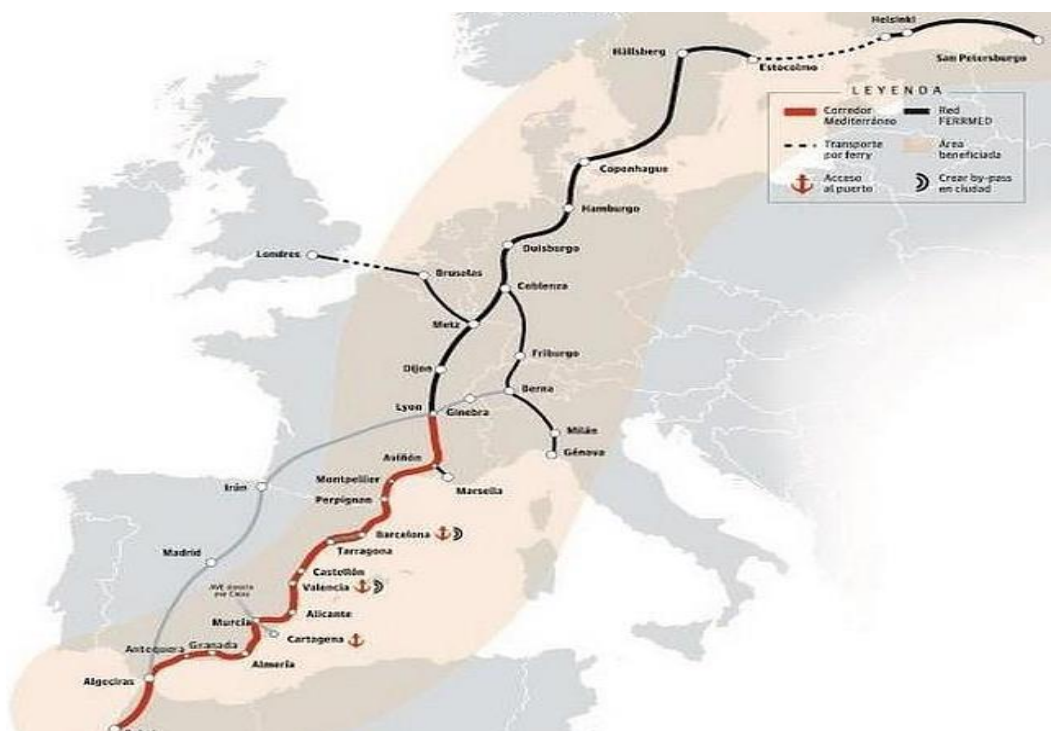 Helsinki
Hällsberg
Estocolmo
San Petersburgo
LEYENDA
Corredor
Mediterráneo
Red
FERRMED
Transporte
por ferry
Área
beneficiada
Acceso
al puerto
Crear by-pass
en ciudad
Copenhague
Hamburgo
Duisburgo
Londres
Bruselas
Coblenza
Metz
Friburgo
Dijon
Berna
Lyon
Ginebra
Milán
Génova
Aviñón
Montpellier
Marsella
Irún
Perpignan
Barcelona
Tarragona
Madrid
Castellón
Valencia
Alicante
Murcia
Cartagena
Antequera
Granada
Almería
Algeciras